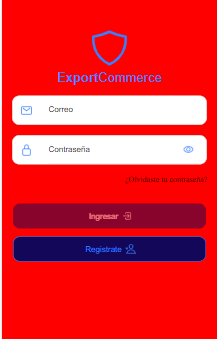 ExportCommerce
Correo
Contraseña
¿Olvidaste tu contraseña?
Ingresar
Registrate